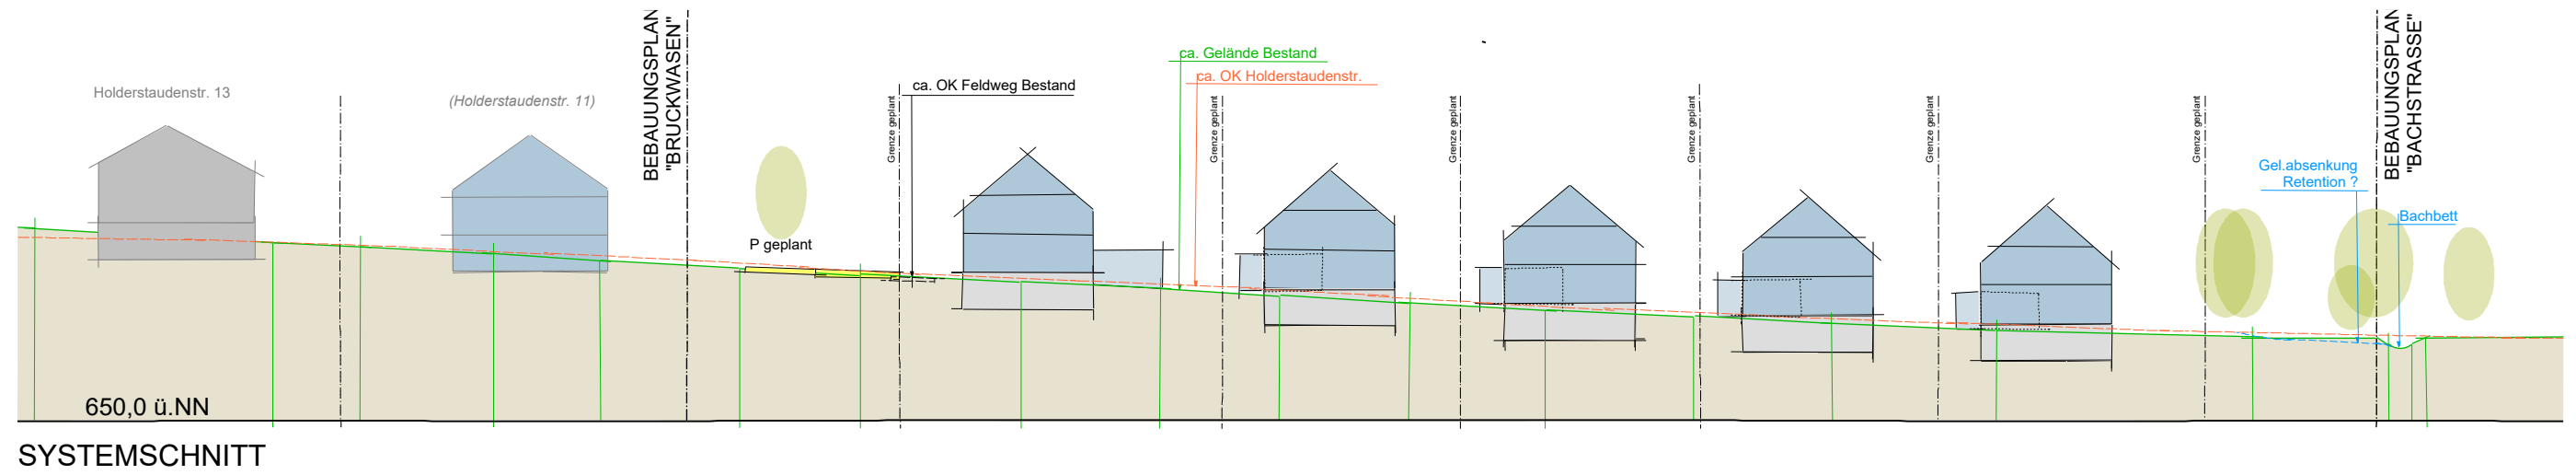 BEBAUUNGSPLAN
"BRUCKWASEN"
BEBAUUNGSPLAN
"BACHSTRASSE"
ca. Gelände Bestand
ca. OK Holderstaudenstr.
ca. OK Feldweg Bestand
Holderstaudenstr. 13
(Holderstaudenstr. 11)
Grenze geplant
Grenze geplant
Grenze geplant
Grenze geplant
Grenze geplant
Grenze geplant
Gel.absenkung
Retention ?
Bachbett
P geplant
650,0 ü.NN
SYSTEMSCHNITT